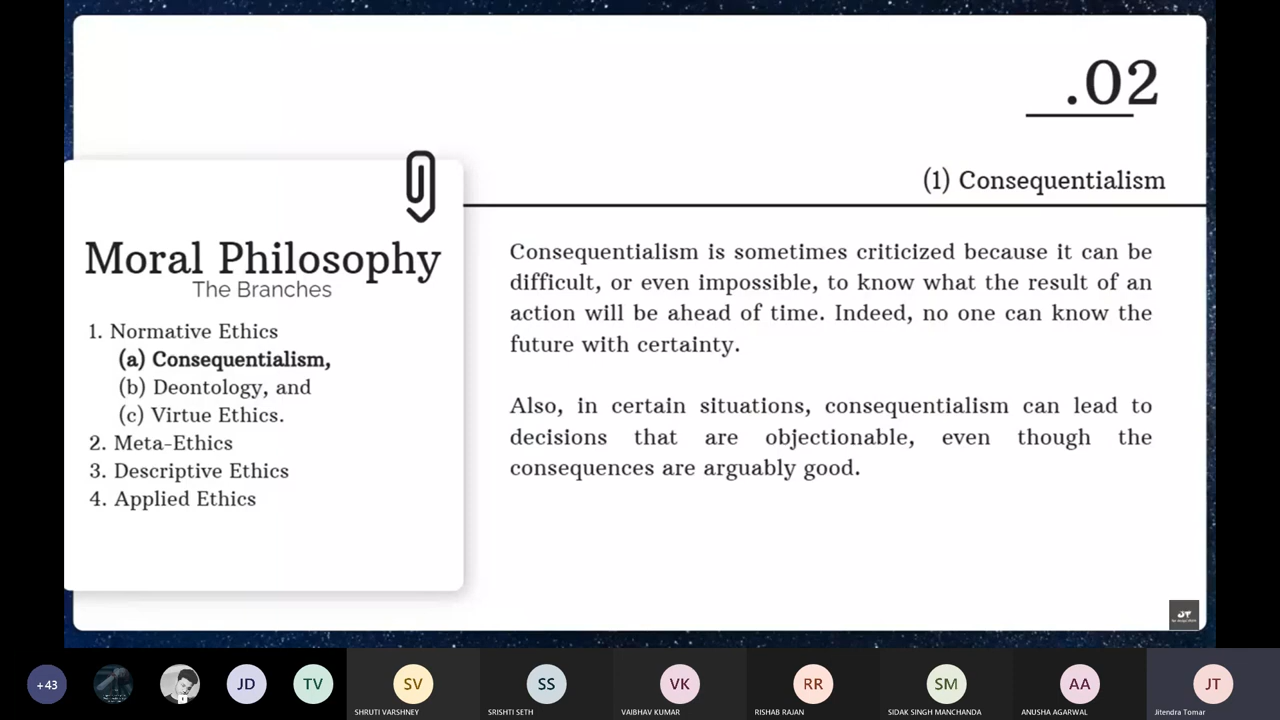 .02
(1) Consequentialism
Moral Philosophy
The Branches
1. Normative Ethics
(a) Consequentialism,
(b) Deontology, and
(c) Virtue Ethics.
2. Meta-Ethics
3. Descriptive Ethics
4. Applied Ethics
Consequentialism is sometimes criticized because it can be
difficult, or even impossible, to know what the result of an
action will be ahead of time. Indeed, no one can know the
future with certainty.
Also, in certain situations, consequentialism can lead to
decisions that are objectionable, even though the
consequences are arguably good.
JT
+43
JD
TV
SV
SS
VK
RR
SM
AA
JT
SHRUTI VARSHNEY
SRISHTI SETH
VAIBHAV KUMAR
RISHAB RAJAN
SIDAK SINGH MANCHANDA
ANUSHA AGARWAL
Jitendra Tomar